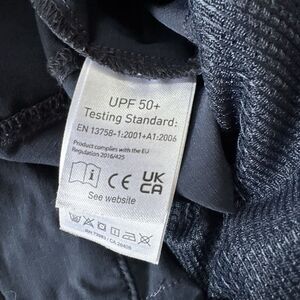 UPF 50+
Testing Standard:
EN 13758-1:2001+A1:2006
Product complies with the EU
Regulation 2016/425
i CE UK
CA
See website